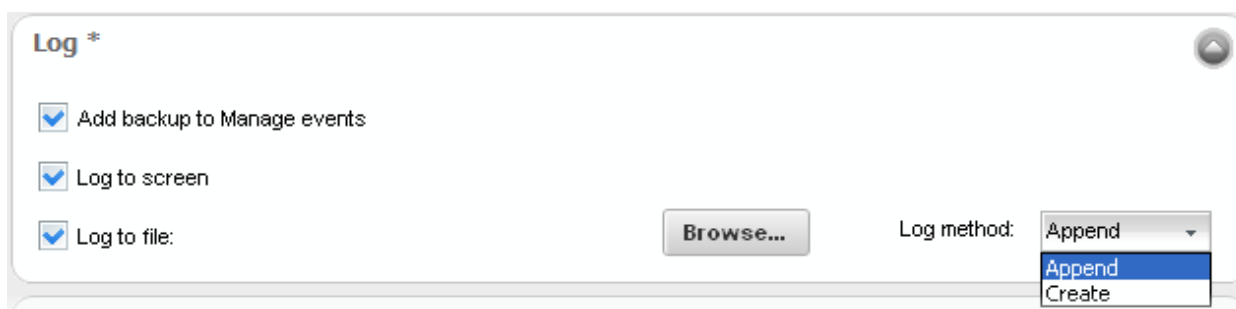 Log *
Add backup to Manage events
Log to screen
Log to file: Browse... Log method: Append
Append
Create